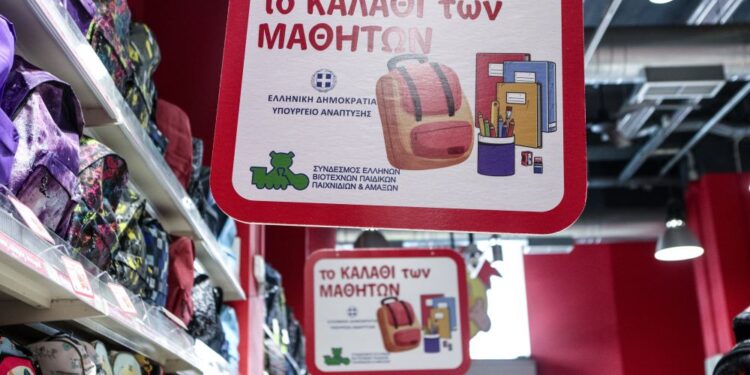 το ΚΑΛΑΘΙ των
ΜΑΘΗΤΩΝ
ΕΛΛΗΝΙΚΗ ΔΗΜΟΚΡΑΤΙΑ
ΥΠΟΥΡΓΕΙΟ ΑΝΑΠΤΥΞΗΣ
ΣΥΝΔΕΣΜΟΣ ΕΛΛΗΝΩΝ
ΒΙΟΤΕΧΝΩΝ ΠΑΙΔΙΚΩΝ
ΠΑΙΧΝΙΔΙΩΝ & ΑΜΑΞΩΝ
το ΚΑΛΑΘΙ των
ΜΑΘΗΤΩΝ